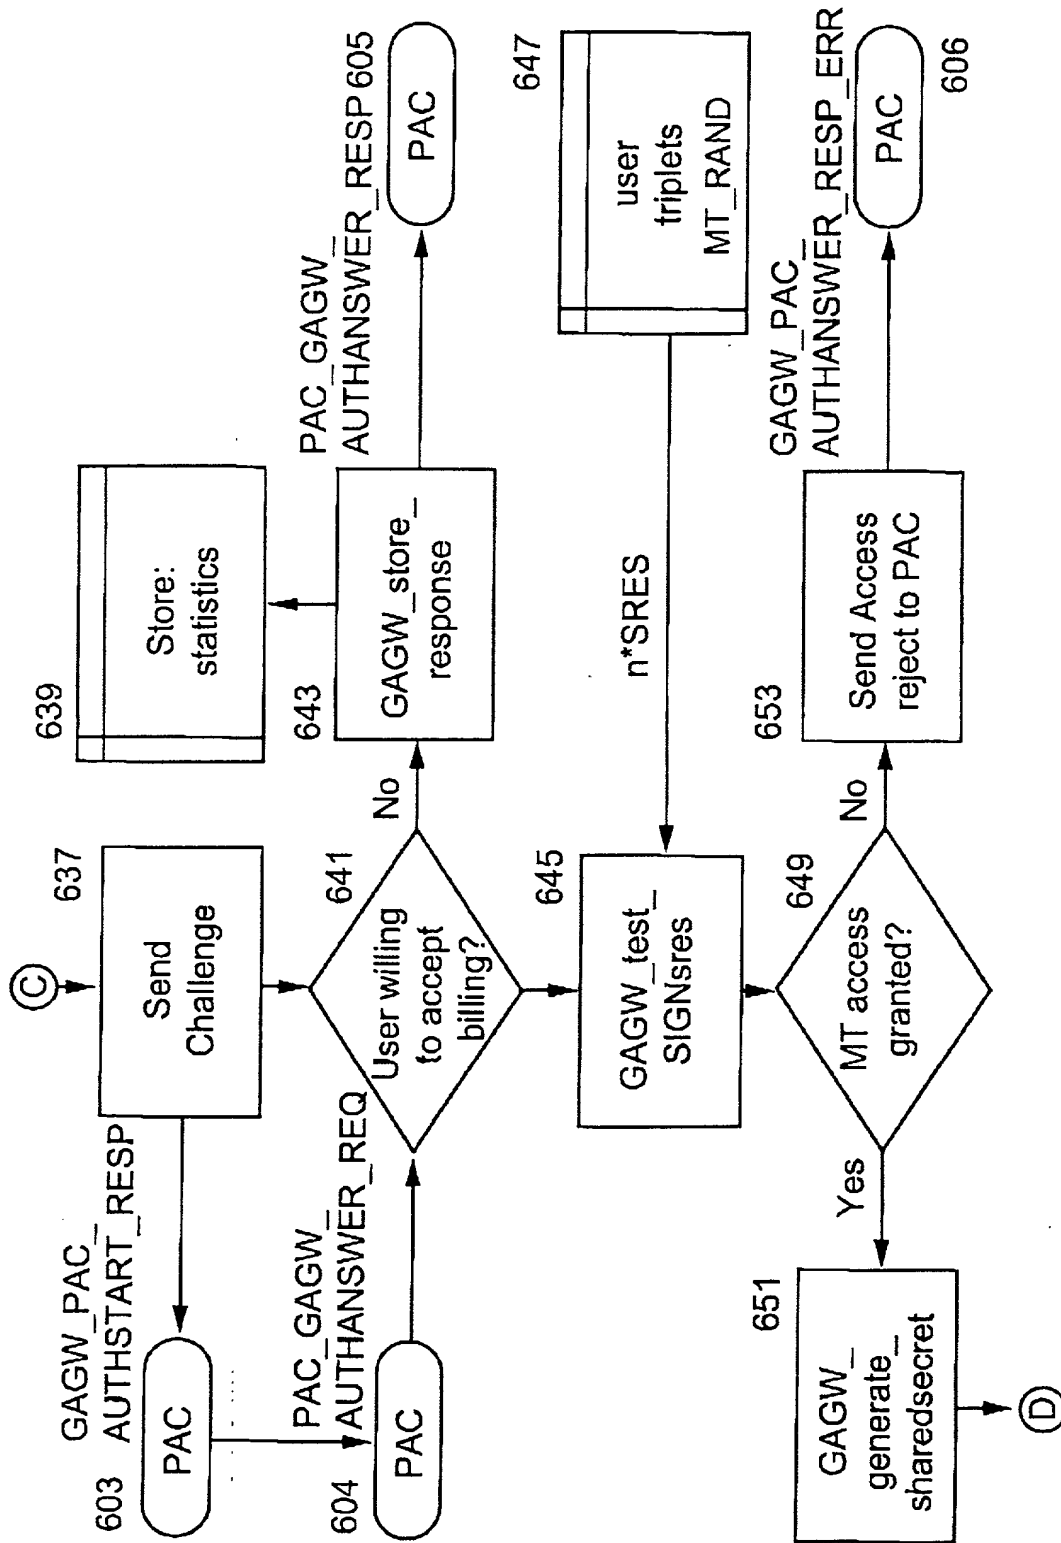 C
637
Send
Challenge
GAGW_PAC_
AUTHSTART_RESP
603
PAC
604
PAC
PAC_GAGW_
AUTHANSWER_REQ
641
User willing
to accept
billing?
No
639
Store:
statistics
643
GAGW_store_
response
PAC_GAGW_
AUTHANSWER_RESP 605
PAC
645
GAGW_test_
SIGNsres
n*SRES
647
user
triplets
MT_RAND
649
MT access
granted?
No
653
Send Access
reject to PAC
GAGW_PAC_
AUTHANSWER_RESP_ERR
PAC
606
Yes
651
GAGW_
generate_
sharedsecret
D